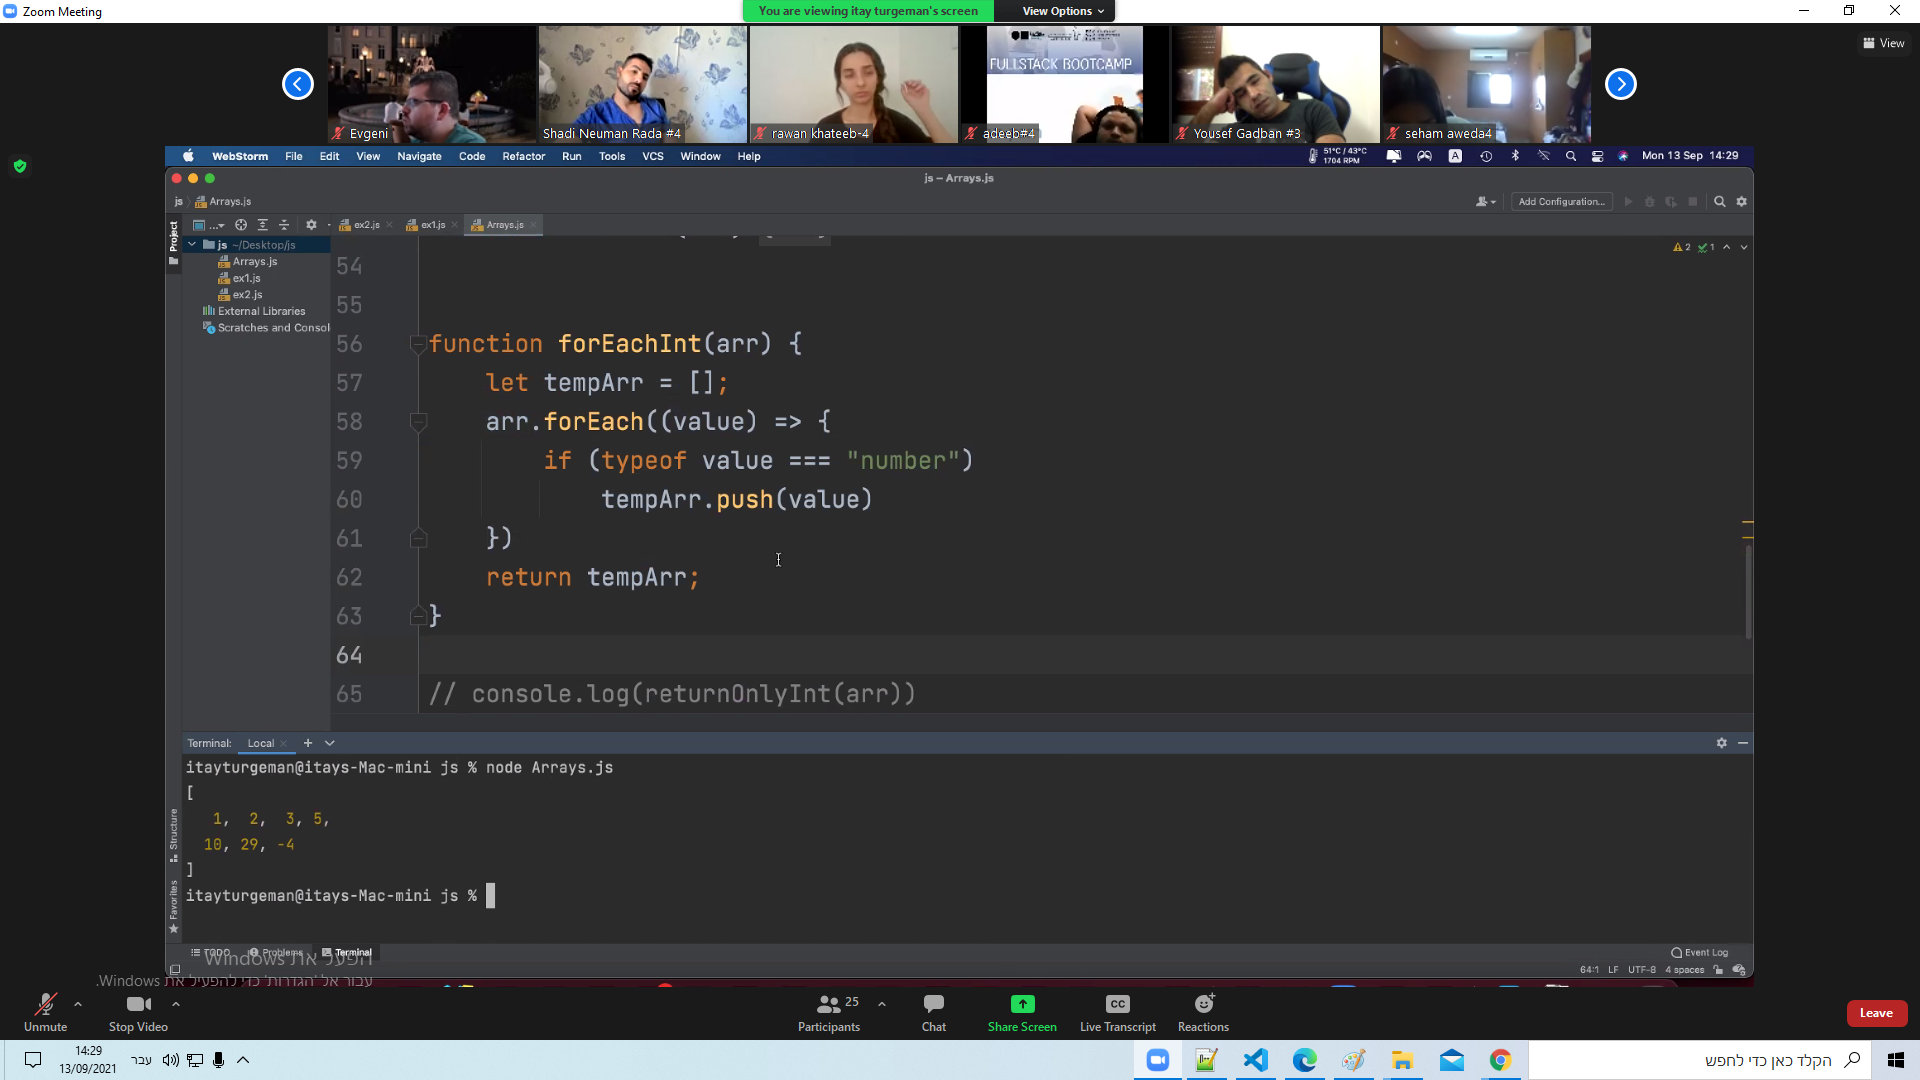 Zoom Meeting
You are viewing itay turgeman's screen
View Options
View
FULLSTACK BOOTCAMP
Evgeni
Shadi Neuman Rada #4
rawan khateeb-4
adeeb#4
Yousef Gadban #3
seham aweda4
WebStorm File Edit View Navigate Code Refactor Run Tools VCS Window Help
51°C / 43°C
1704 RPM
A
Mon 13 Sep 14:29
js – Arrays.js
js Arrays.js
Add Configuration...
Project
...
ex2.js
ex1.js
Arrays.js
js ~/Desktop/js
Arrays.js
ex1.js
ex2.js
External Libraries
Scratches and Consol
2 1
54
55
56 function forEachInt(arr) {
57 let tempArr = [];
58 arr.forEach((value) => {
59 if (typeof value === "number")
60 tempArr.push(value)
61 })
62 return tempArr;
63 }
64
65 // console.log(returnOnlyInt(arr))
Terminal: Local +
itayturgeman@itays-Mac-mini js % node Arrays.js
[
1, 2, 3, 5,
10, 29, -4
]
itayturgeman@itays-Mac-mini js %
Structure
Favorites
TODO
Problems
Terminal
Event Log
64:1 LF UTF-8 4 spaces
הפעל את Windows
עבור אל 'הגדרות' כדי להפעיל את Windows.
Unmute
Stop Video
25
Participants
Chat
Share Screen
CC
Live Transcript
Reactions
Leave
14:29
13/09/2021
עבר
הקלד כאן כדי לחפש